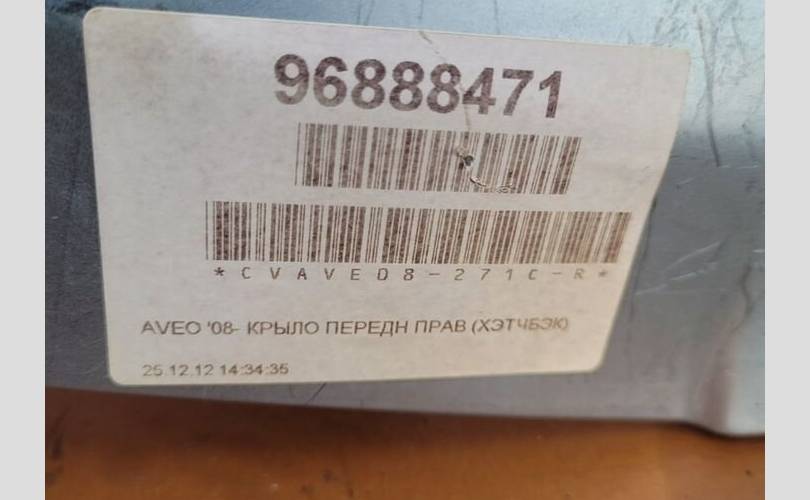 96888471
*CVAVE08-271C-R*
AVEO '08- КРЫЛО ПЕРЕДН ПРАВ (ХЭТЧБЭК)
25.12.12 14:34:35